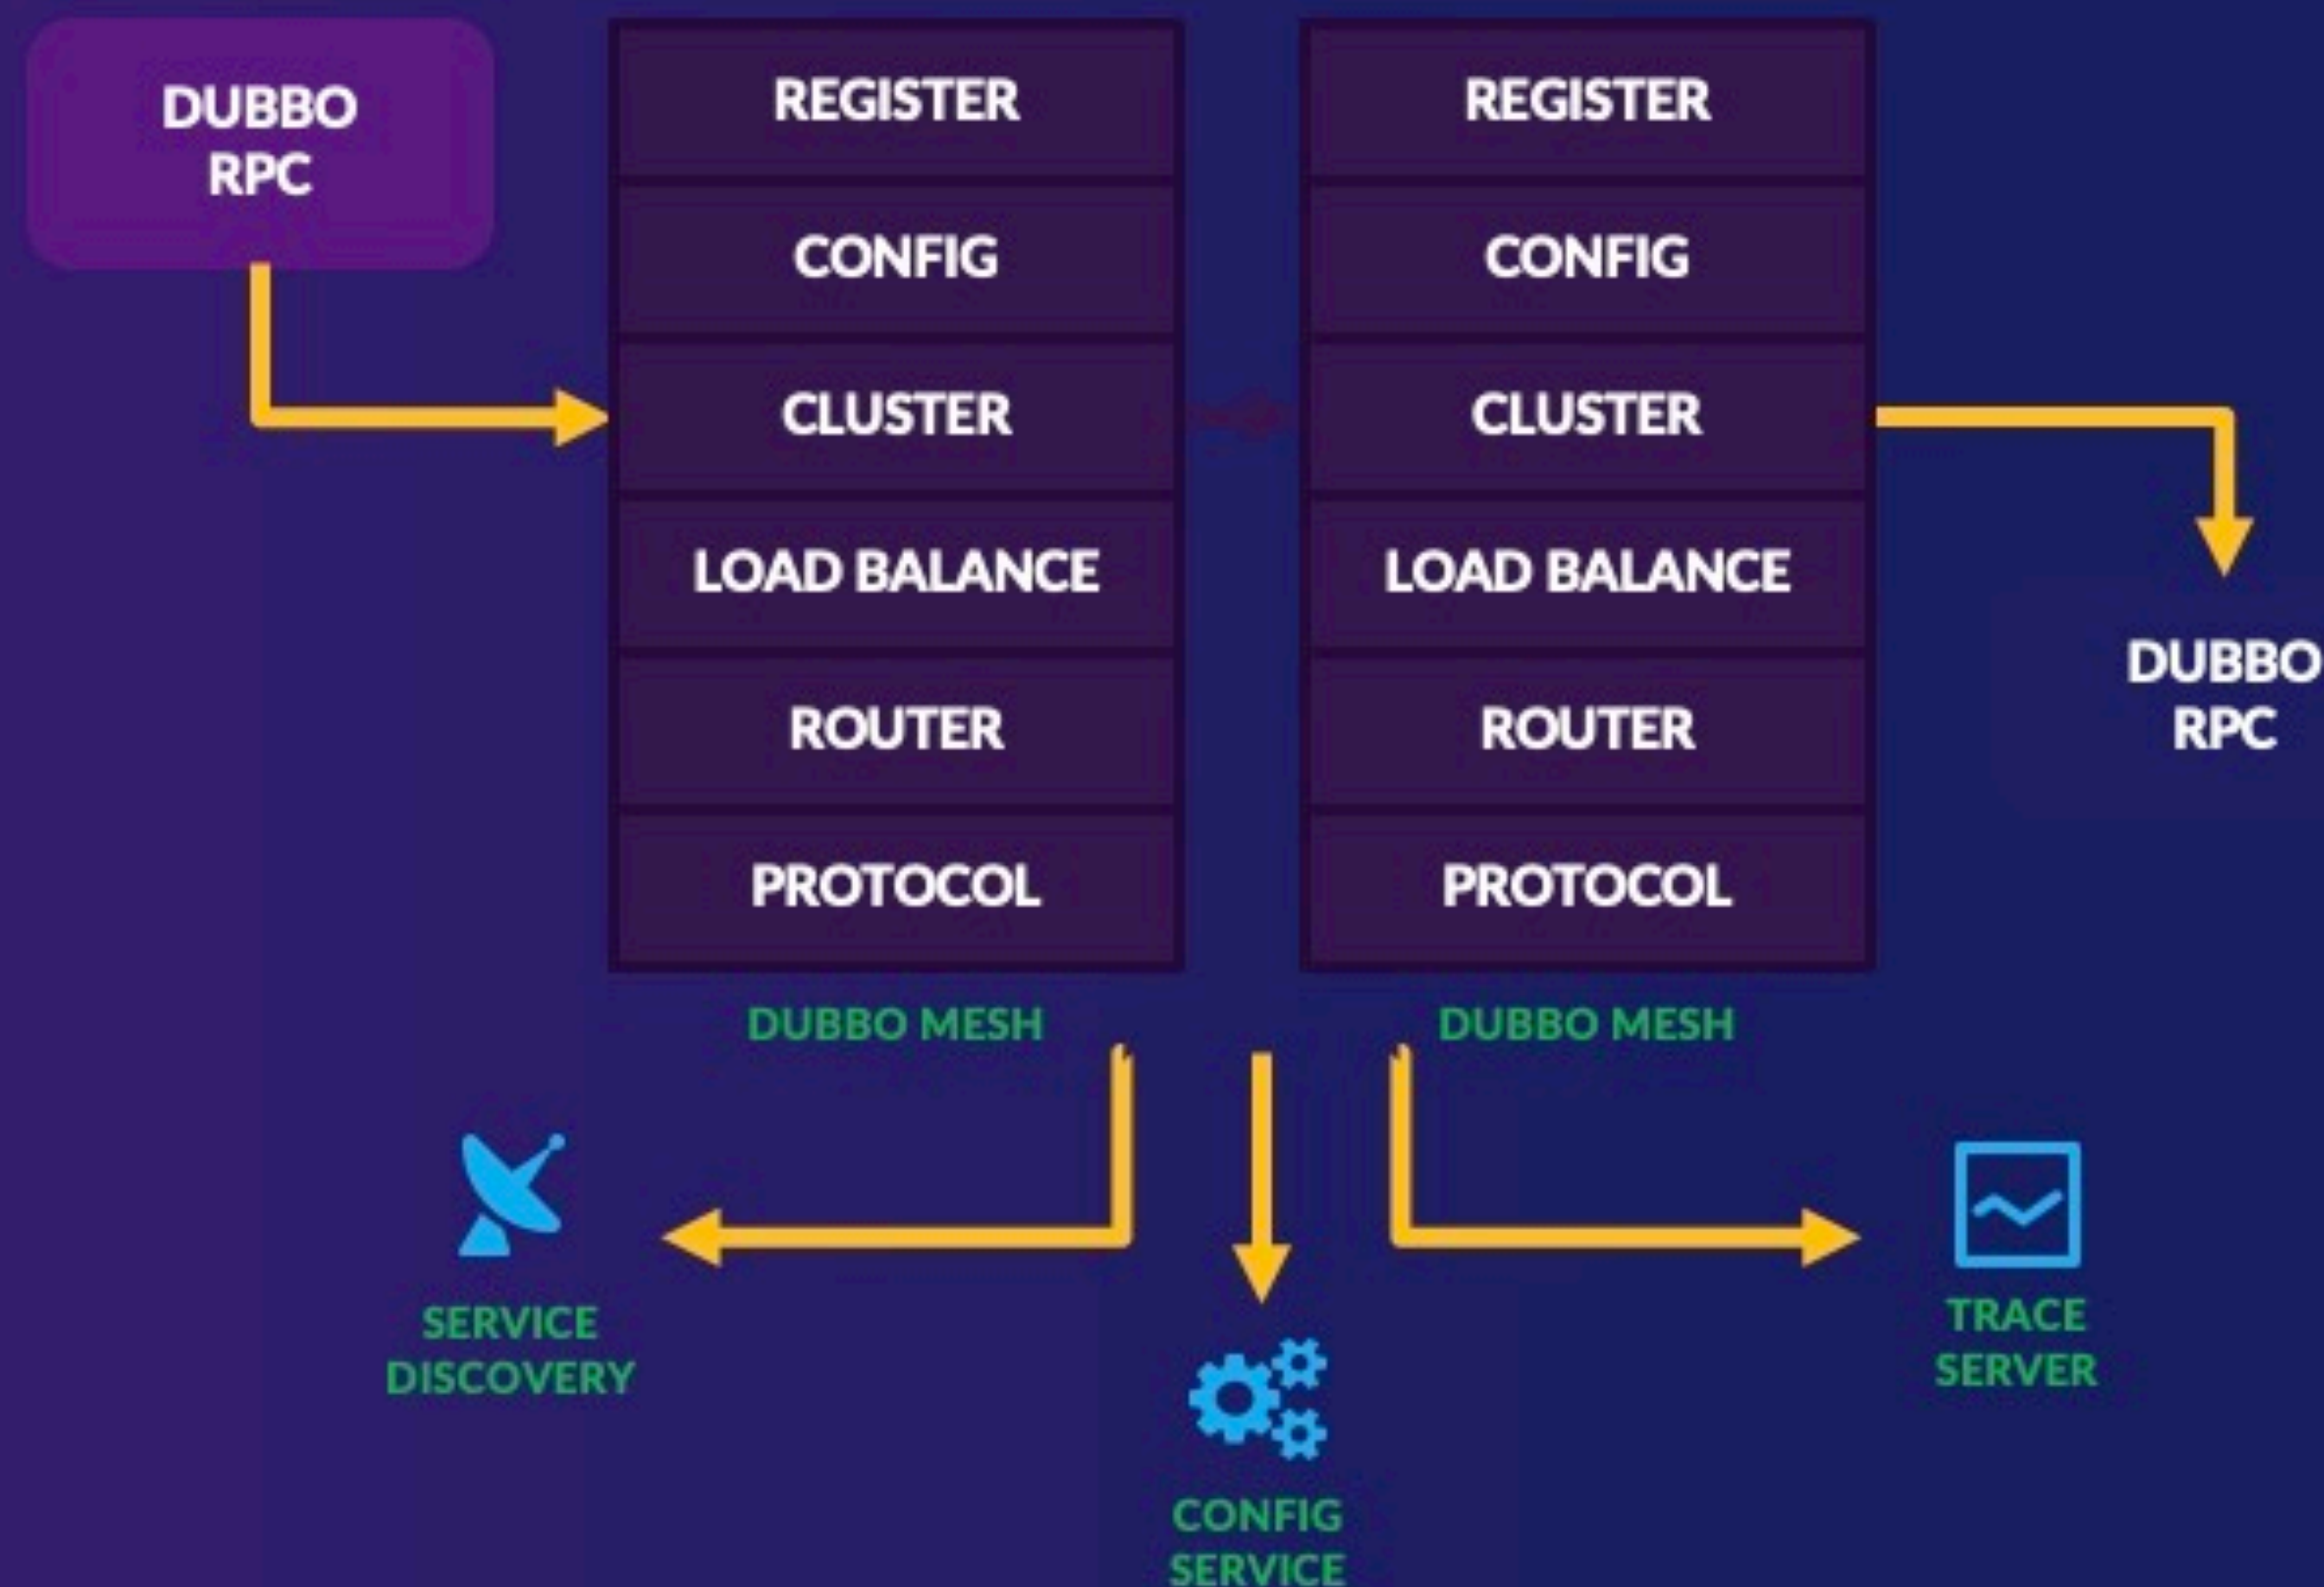 DUBBO
RPC
REGISTER
CONFIG
CLUSTER
LOAD BALANCE
ROUTER
PROTOCOL
DUBBO MESH
REGISTER
CONFIG
CLUSTER
LOAD BALANCE
ROUTER
PROTOCOL
DUBBO MESH
DUBBO
RPC
SERVICE
DISCOVERY
CONFIG
SERVICE
TRACE
SERVER